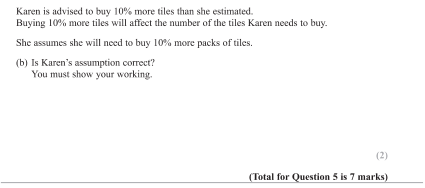 Karen is advised to buy 10% more tiles than she estimated.
Buying 10% more tiles will affect the number of the tiles Karen needs to buy.
She assumes she will need to buy 10% more packs of tiles.
(b) Is Karen's assumption correct?
You must show your working.
(2)
(Total for Question 5 is 7 marks)